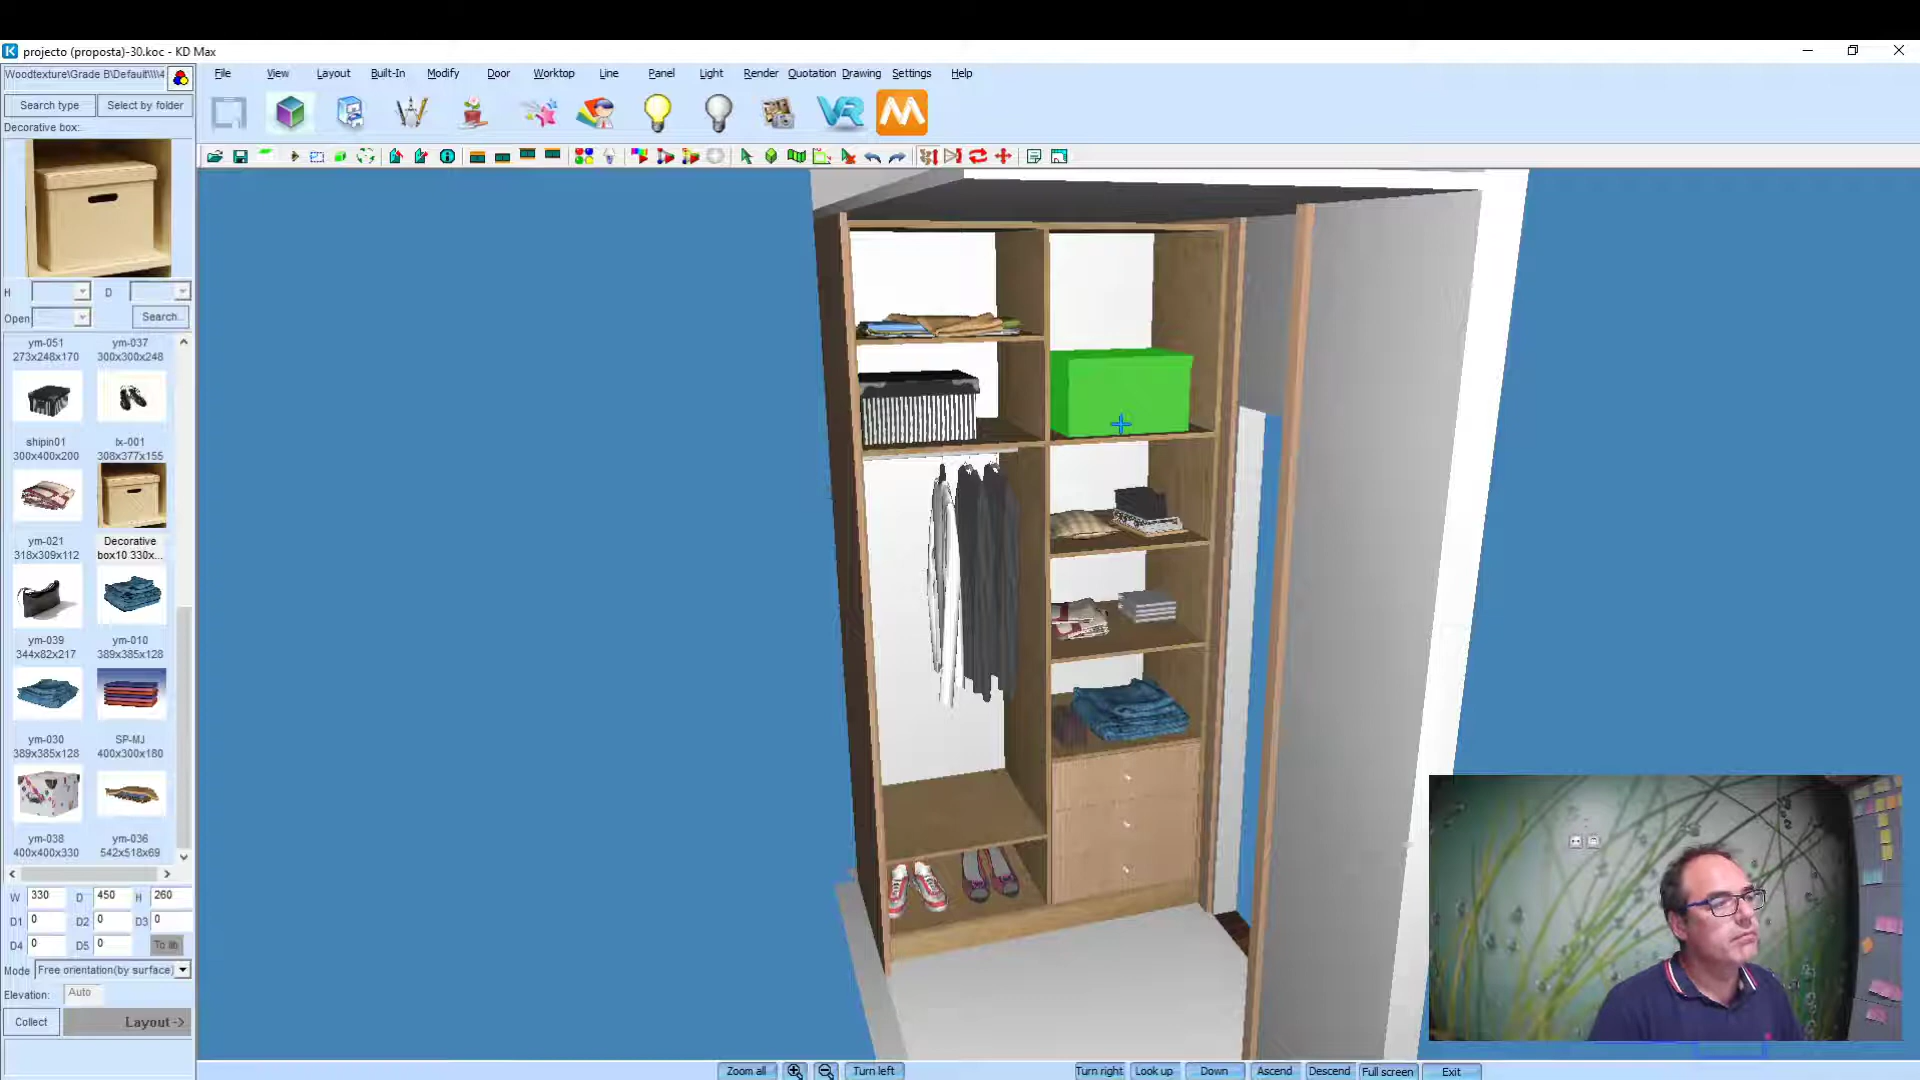 projecto (proposta)-30.koc - KD Max
Woodtexture\Grade B\Default\\\\4
File View Layout Built-In Modify Door Worktop Line Panel Light Render Quotation Drawing Settings Help
Search type Select by folder
Decorative box:
VR
H D
Open Search
ym-051 ym-037
273x248x170 300x300x248
shipin01 lx-001
300x400x200 308x377x155
ym-021 Decorative
318x309x112 box10 330x...
ym-039 ym-010
344x82x217 389x385x128
ym-030 SP-MJ
389x385x128 400x300x180
ym-038 ym-036
400x400x330 542x518x69
W 330 D 450 H 260
D1 0 D2 0 D3 0
D4 0 D5 0 To lib
Mode Free orientation(by surface)
Elevation: Auto
Collect Layout ->
Zoom all Turn left Turn right Look up Down Ascend Descend Full screen Exit